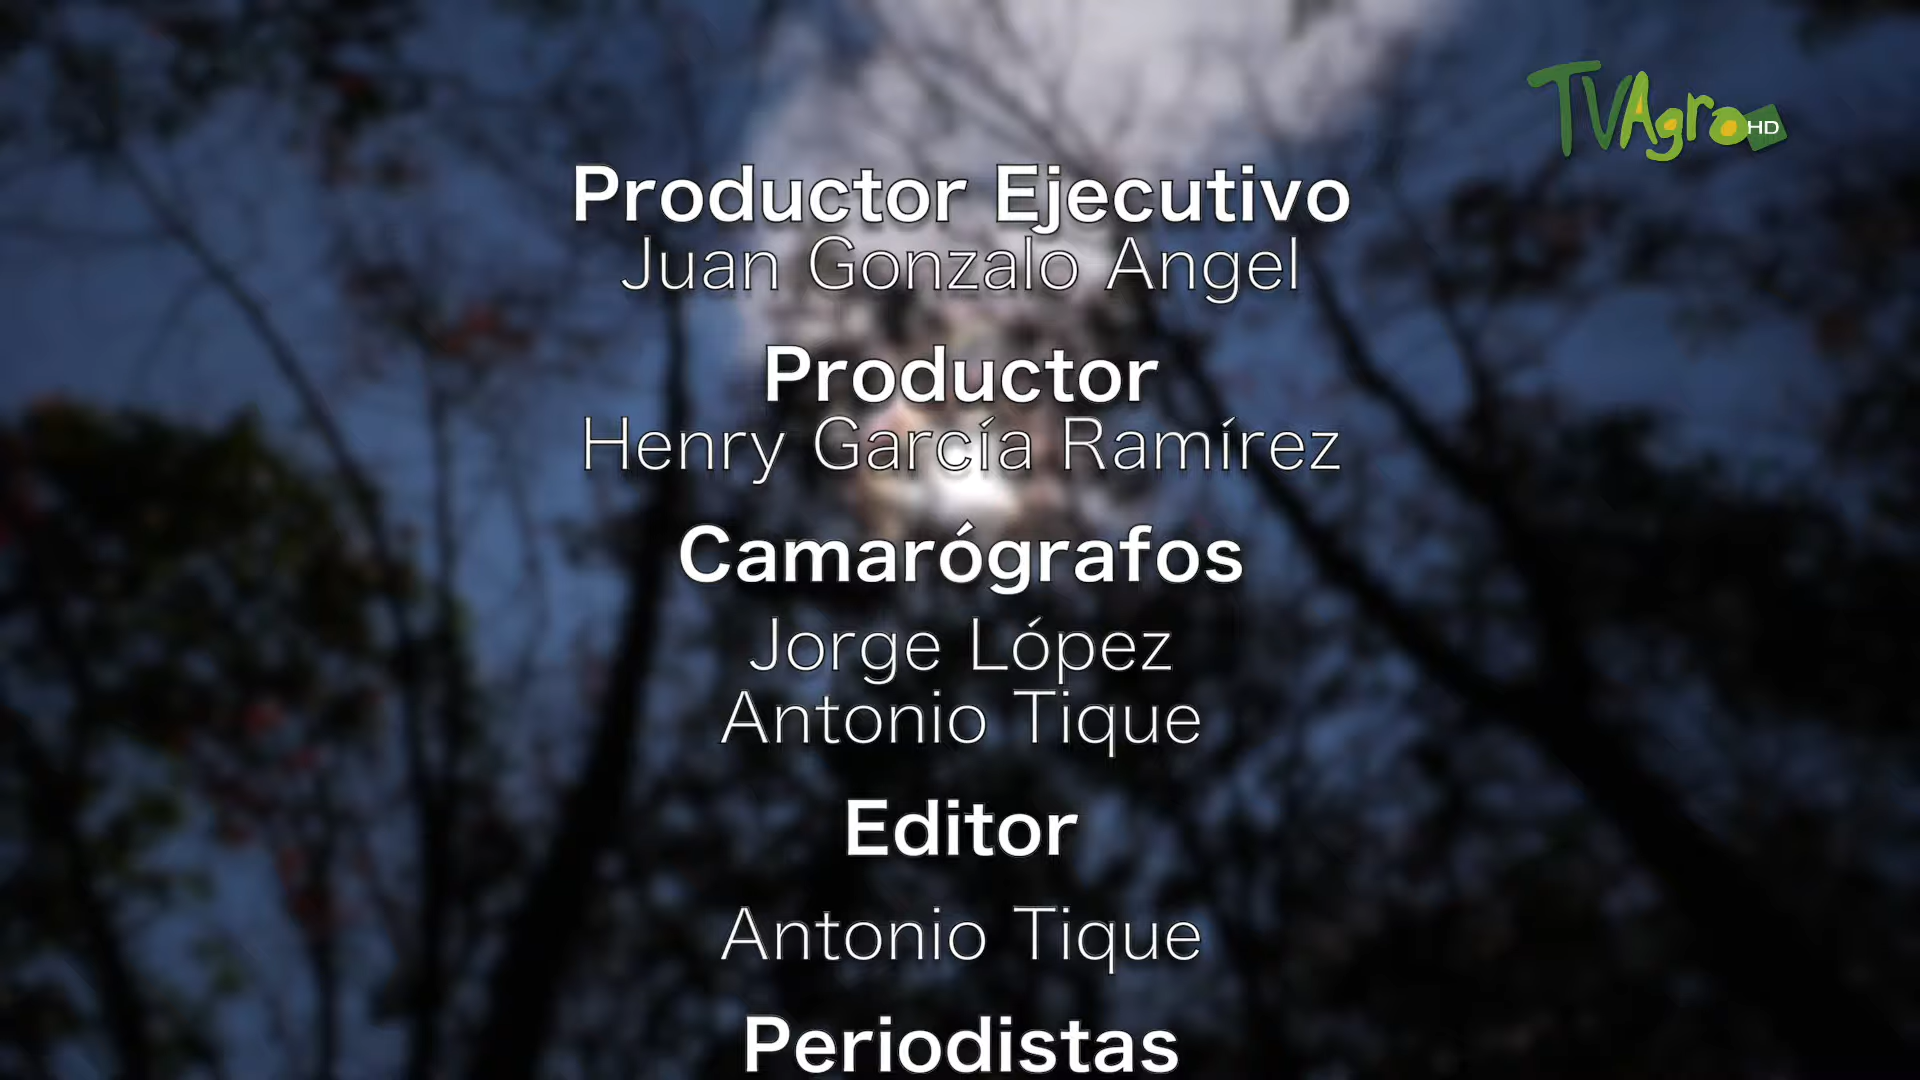 TVAgro HD
Productor Ejecutivo
Juan Gonzalo Angel
Productor
Henry García Ramírez
Camarógrafos
Jorge López
Antonio Tique
Editor
Antonio Tique
Periodistas